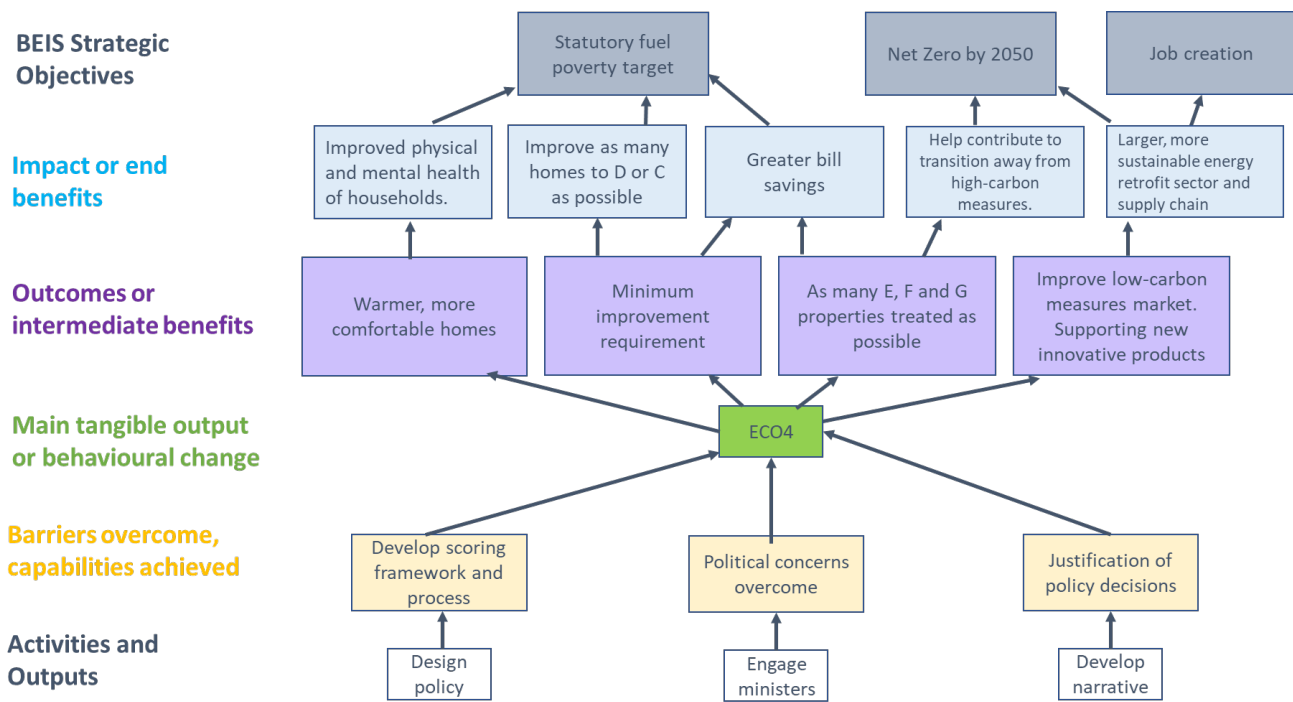 BEIS Strategic
Objectives
Statutory fuel
poverty target
Net Zero by 2050
Job creation
Impact or end
benefits
Improved physical
and mental health
of households.
Improve as many
homes to D or C
as possible
Greater bill
savings
Help contribute to
transition away from
high-carbon
measures.
Larger, more
sustainable energy
retrofit sector and
supply chain
Outcomes or
intermediate benefits
Warmer, more
comfortable homes
Minimum
improvement
requirement
As many E, F and G
properties treated as
possible
Improve low-carbon
measures market.
Supporting new
innovative products
Main tangible output
or behavioural change
ECO4
Barriers overcome,
capabilities achieved
Develop scoring
framework and
process
Political concerns
overcome
Justification of
policy decisions
Activities and
Outputs
Design
policy
Engage
ministers
Develop
narrative